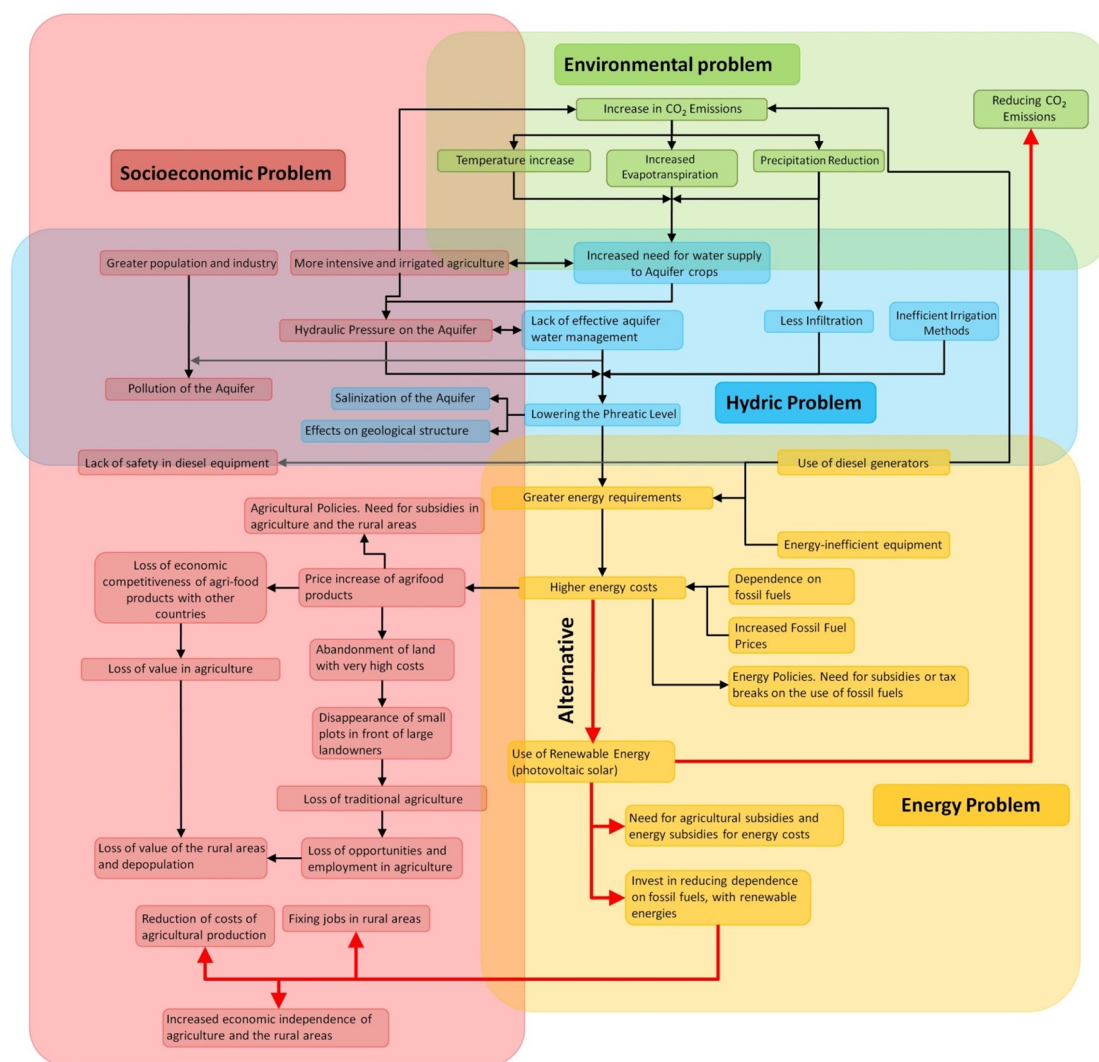 Environmental problem
Increase in CO₂ Emissions
Reducing CO₂
Emissions
Socioeconomic Problem
Temperature increase
Increased
Evapotranspiration
Precipitation Reduction
Greater population and industry
More intensive and irrigated agriculture
Increased need for water supply
to Aquifer crops
Hydraulic Pressure on the Aquifer
Lack of effective aquifer
water management
Less Infiltration
Inefficient Irrigation
Methods
Pollution of the Aquifer
Salinization of the Aquifer
Lowering the Phreatic Level
Hydric Problem
Effects on geological structure
Lack of safety in diesel equipment
Use of diesel generators
Greater energy requirements
Agricultural Policies. Need for subsidies in
agriculture and the rural areas
Energy-inefficient equipment
Loss of economic
competitiveness of agri-food
products with other
countries
Price increase of agrifood
products
Higher energy costs
Dependence on
fossil fuels
Increased Fossil Fuel
Prices
Alternative
Loss of value in agriculture
Abandonment of land
with very high costs
Energy Policies. Need for subsidies or tax
breaks on the use of fossil fuels
Disappearance of small
plots in front of large
landowners
Use of Renewable Energy
(photovoltaic solar)
Loss of traditional agriculture
Energy Problem
Need for agricultural subsidies and
energy subsidies for energy costs
Loss of value of the rural areas
and depopulation
Loss of opportunities and
employment in agriculture
Invest in reducing dependence
on fossil fuels, with renewable
energies
Reduction of costs of
agricultural production
Fixing jobs in rural areas
Increased economic independence of
agriculture and the rural areas